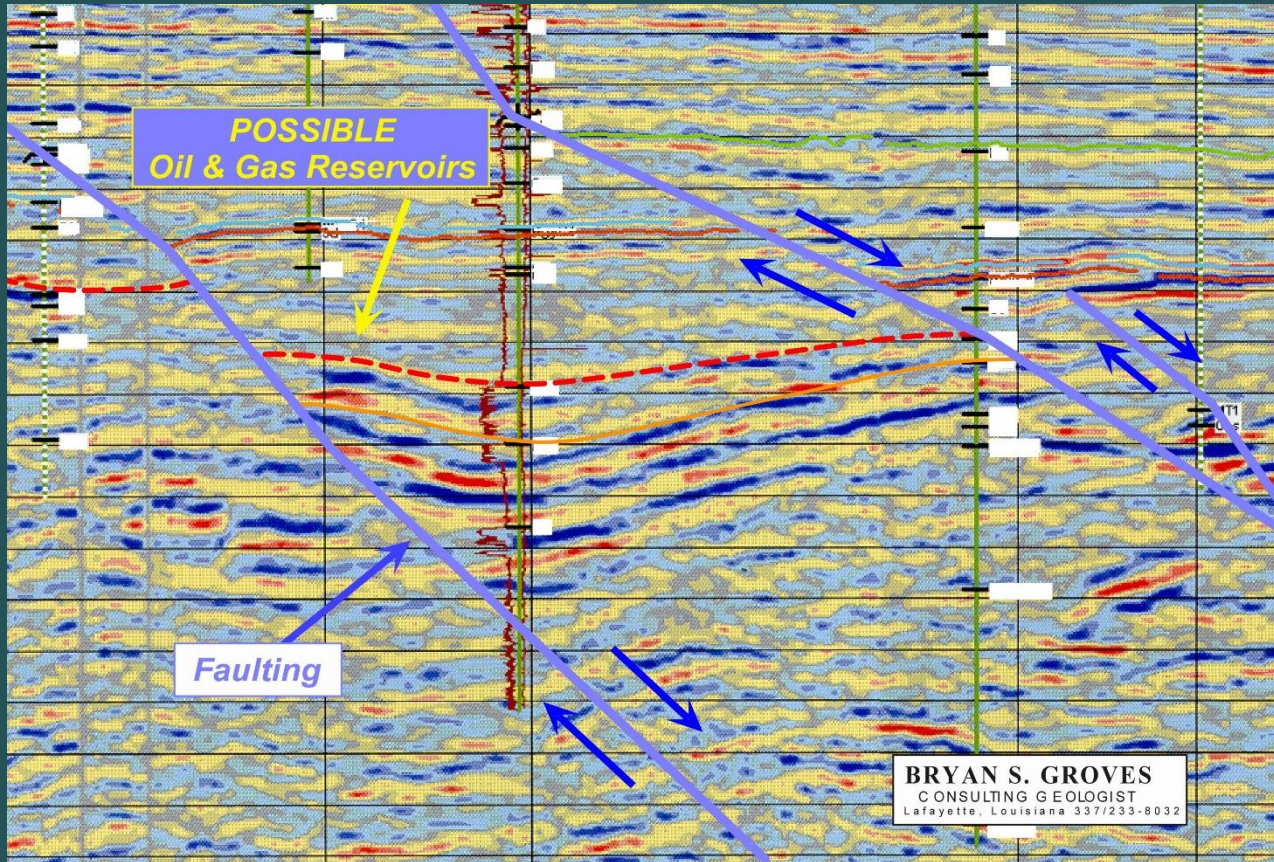 POSSIBLE
Oil & Gas Reservoirs
Faulting
BRYAN S. GROVES
CONSULTING GEOLOGIST
Lafayette, Louisiana 337/233-8032